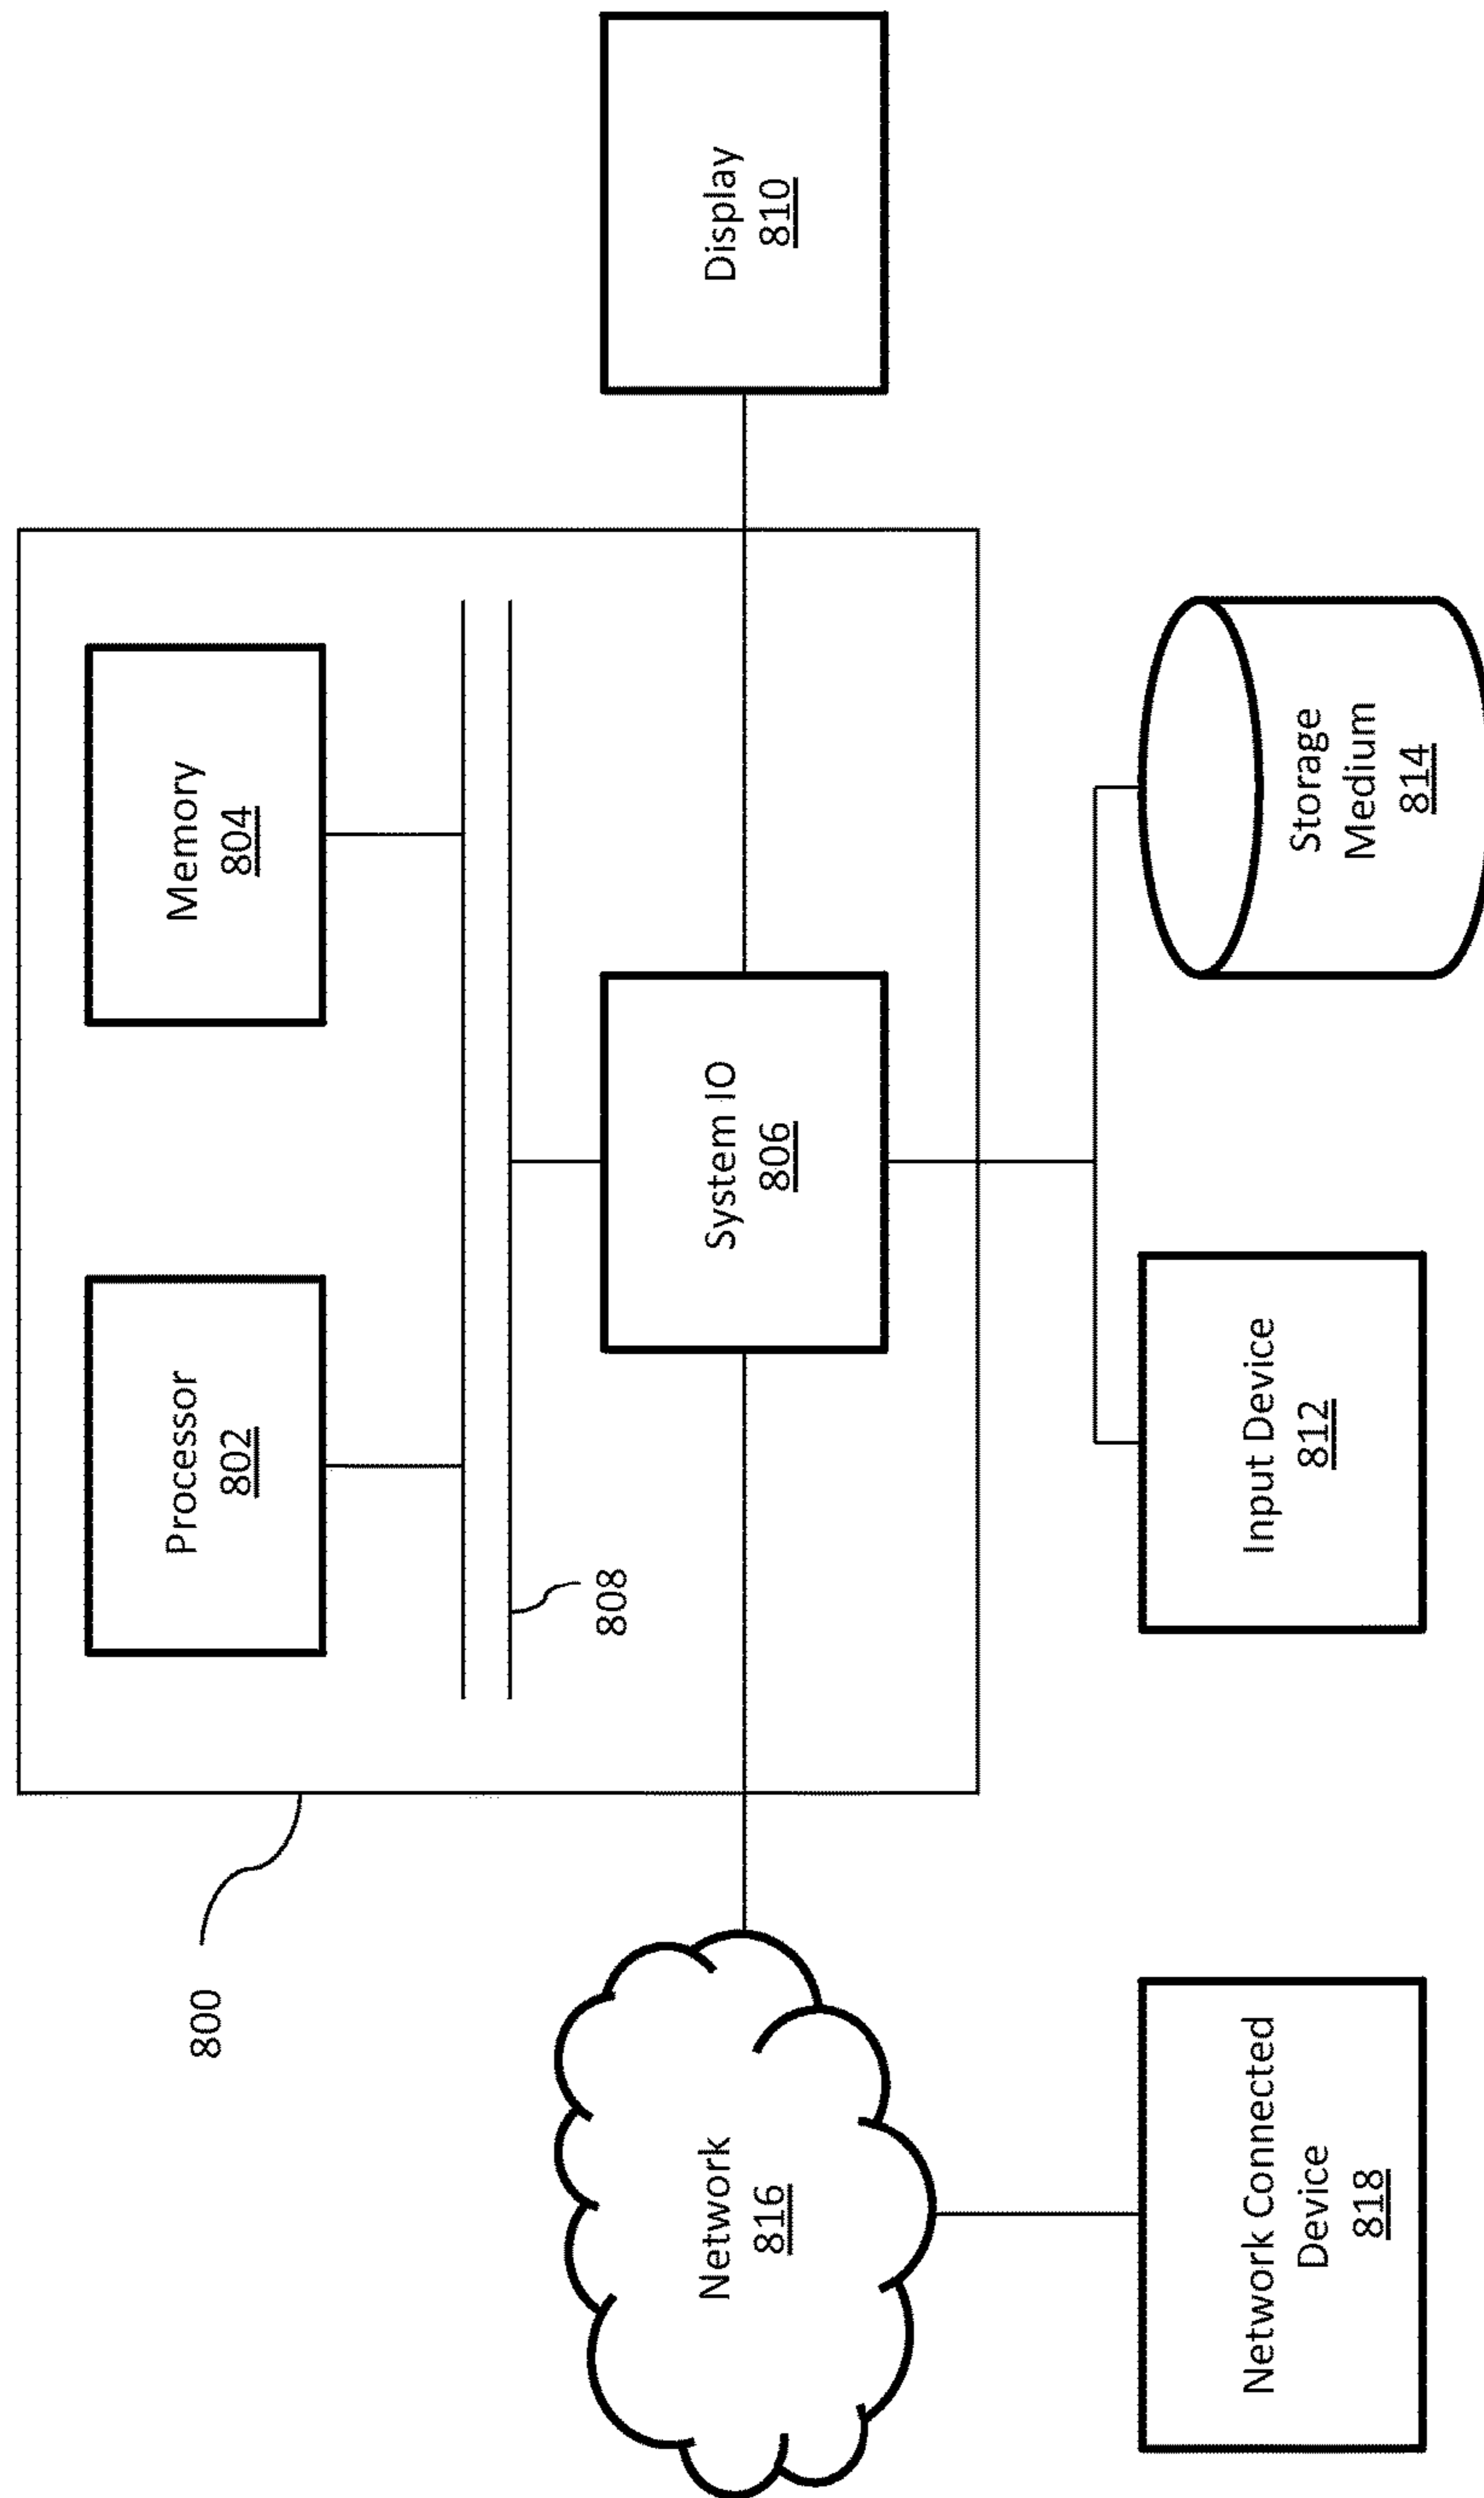 800
Processor
802
Memory
804
808
Network
816
System IO
806
Display
810
Network Connected
Device
818
Input Device
812
Storage
Medium
814